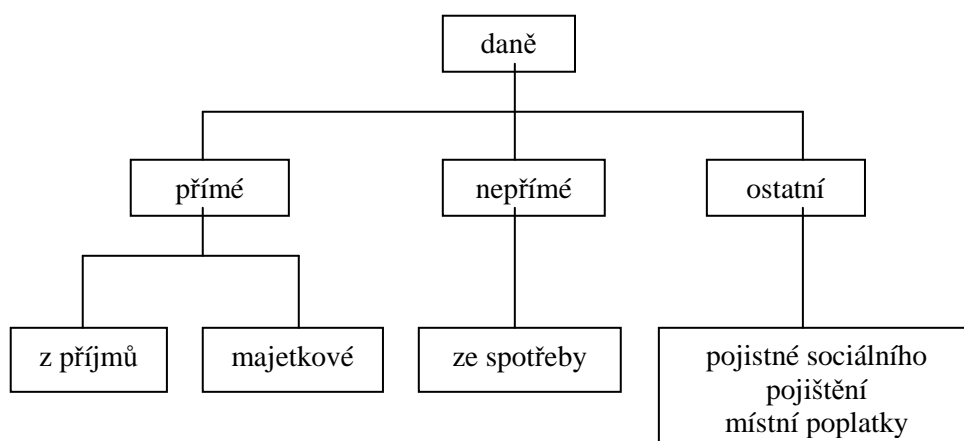 daně
přímé
nepřímé
ostatní
z příjmů
majetkové
ze spotřeby
pojistné sociálního
pojištění
místní poplatky